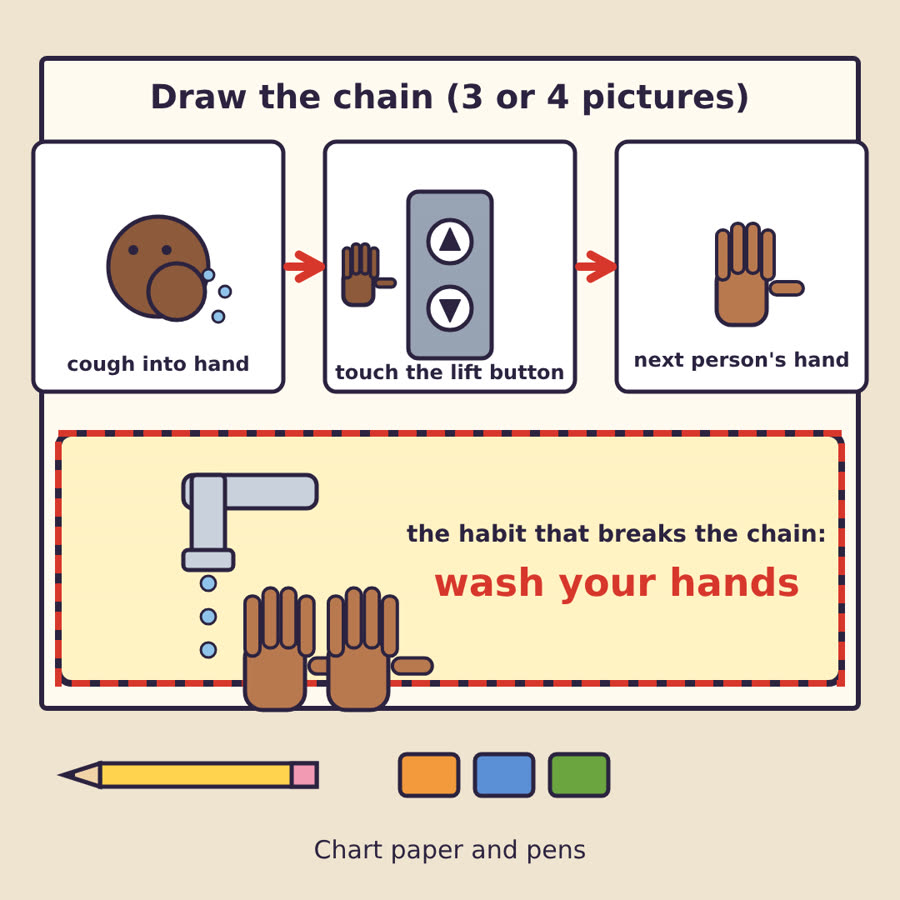 Draw the chain (3 or 4 pictures)
cough into hand
touch the lift button
next person's hand
the habit that breaks the chain:
wash your hands
Chart paper and pens